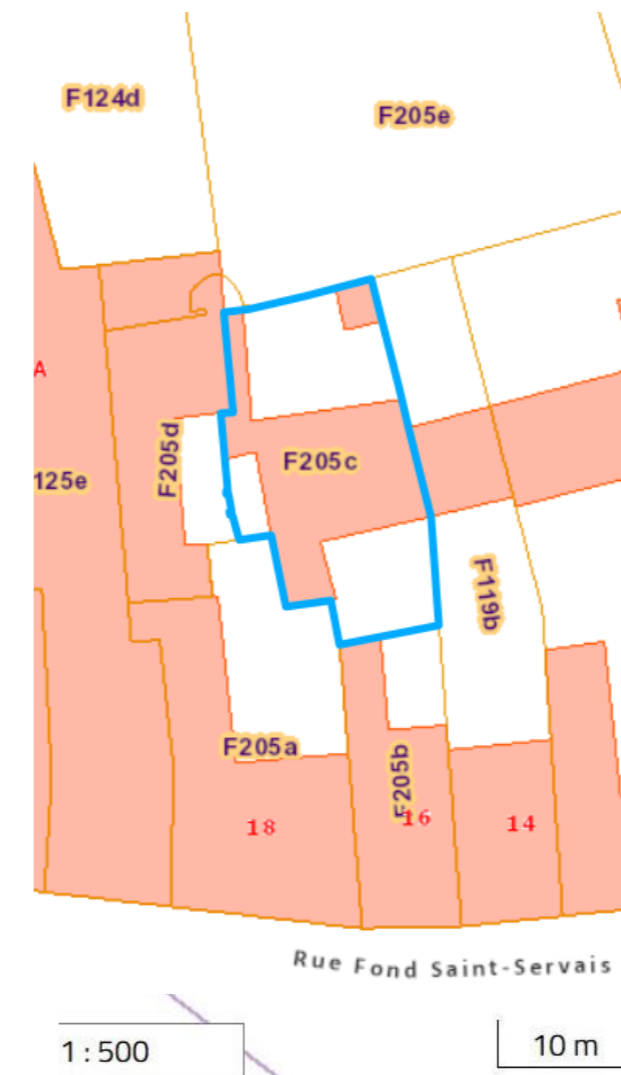 F124d
F205e
A
F205d
F205c
125e
F119b
F205a
F205b
18
16
14
Rue Fond Saint-Servais
1 : 500
10 m